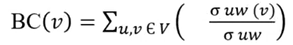 BC(v) = ∑u,v ∈ V ( σ uw (v) / σ uw )